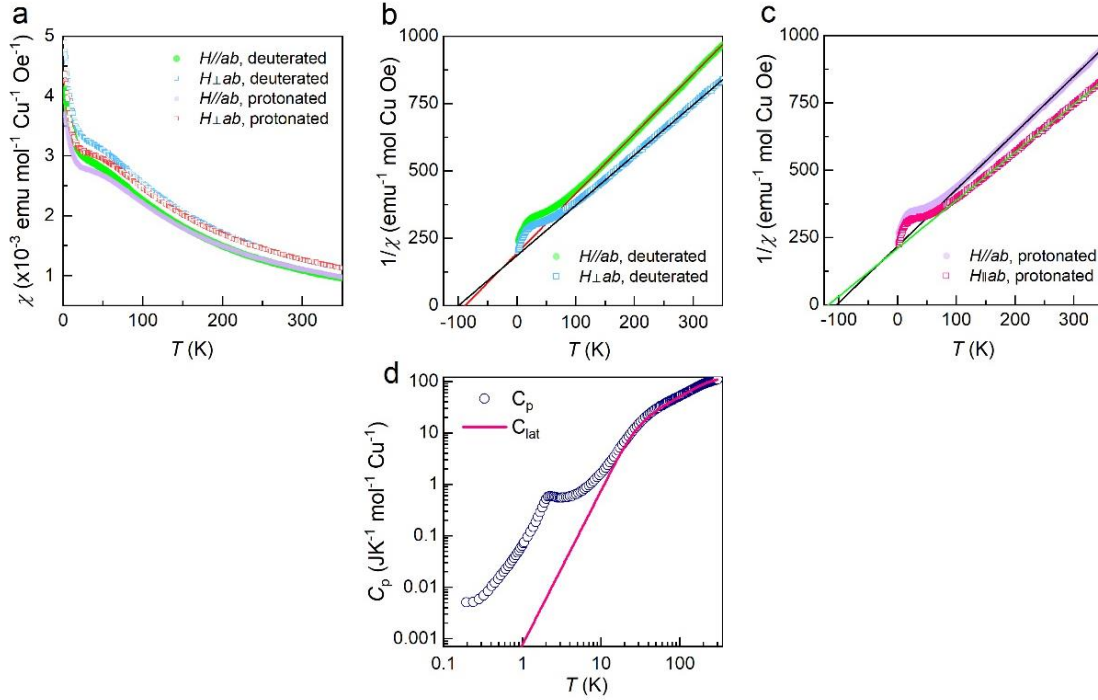 a
χ (x10⁻³ emu mol⁻¹ Cu⁻¹ Oe⁻¹)
5
4
3
2
1
H//ab, deuterated
H⊥ab, deuterated
H//ab, protonated
H⊥ab, protonated
0 100 200 300
T (K)
b
1/χ (emu⁻¹ mol Cu Oe)
1000
750
500
250
0
H//ab, deuterated
H⊥ab, deuterated
-100 0 100 200 300
T (K)
c
1/χ (emu⁻¹ mol Cu Oe)
1000
750
500
250
0
H//ab, protonated
H∥ab, protonated
-100 0 100 200 300
T (K)
d
Cₚ (JK⁻¹ mol⁻¹ Cu⁻¹)
100
10
1
0.1
0.01
0.001
Cₚ
Cₗₐₜ
0.1 1 10 100
T (K)